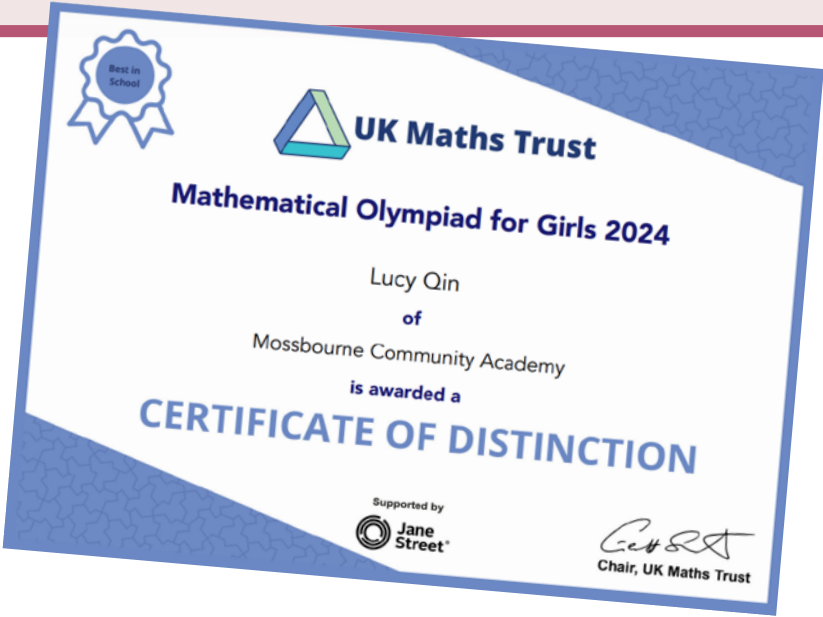 Best in
School
UK Maths Trust
Mathematical Olympiad for Girls 2024
Lucy Qin
of
Mossbourne Community Academy
is awarded a
CERTIFICATE OF DISTINCTION
Supported by
Jane
Street®
Chair, UK Maths Trust